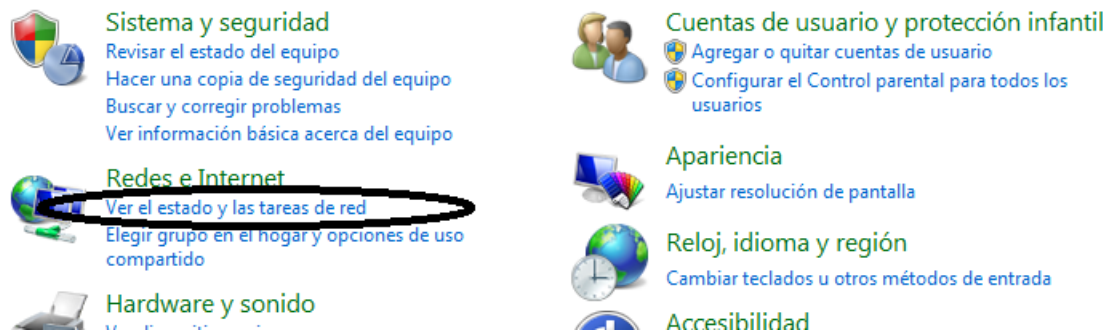 Sistema y seguridad
Revisar el estado del equipo
Hacer una copia de seguridad del equipo
Buscar y corregir problemas
Ver información básica acerca del equipo
Redes e Internet
Ver el estado y las tareas de red
Elegir grupo en el hogar y opciones de uso
compartido
Hardware y sonido
Cuentas de usuario y protección infantil
Agregar o quitar cuentas de usuario
Configurar el Control parental para todos los
usuarios
Apariencia
Ajustar resolución de pantalla
Reloj, idioma y región
Cambiar teclados u otros métodos de entrada
Accesibilidad